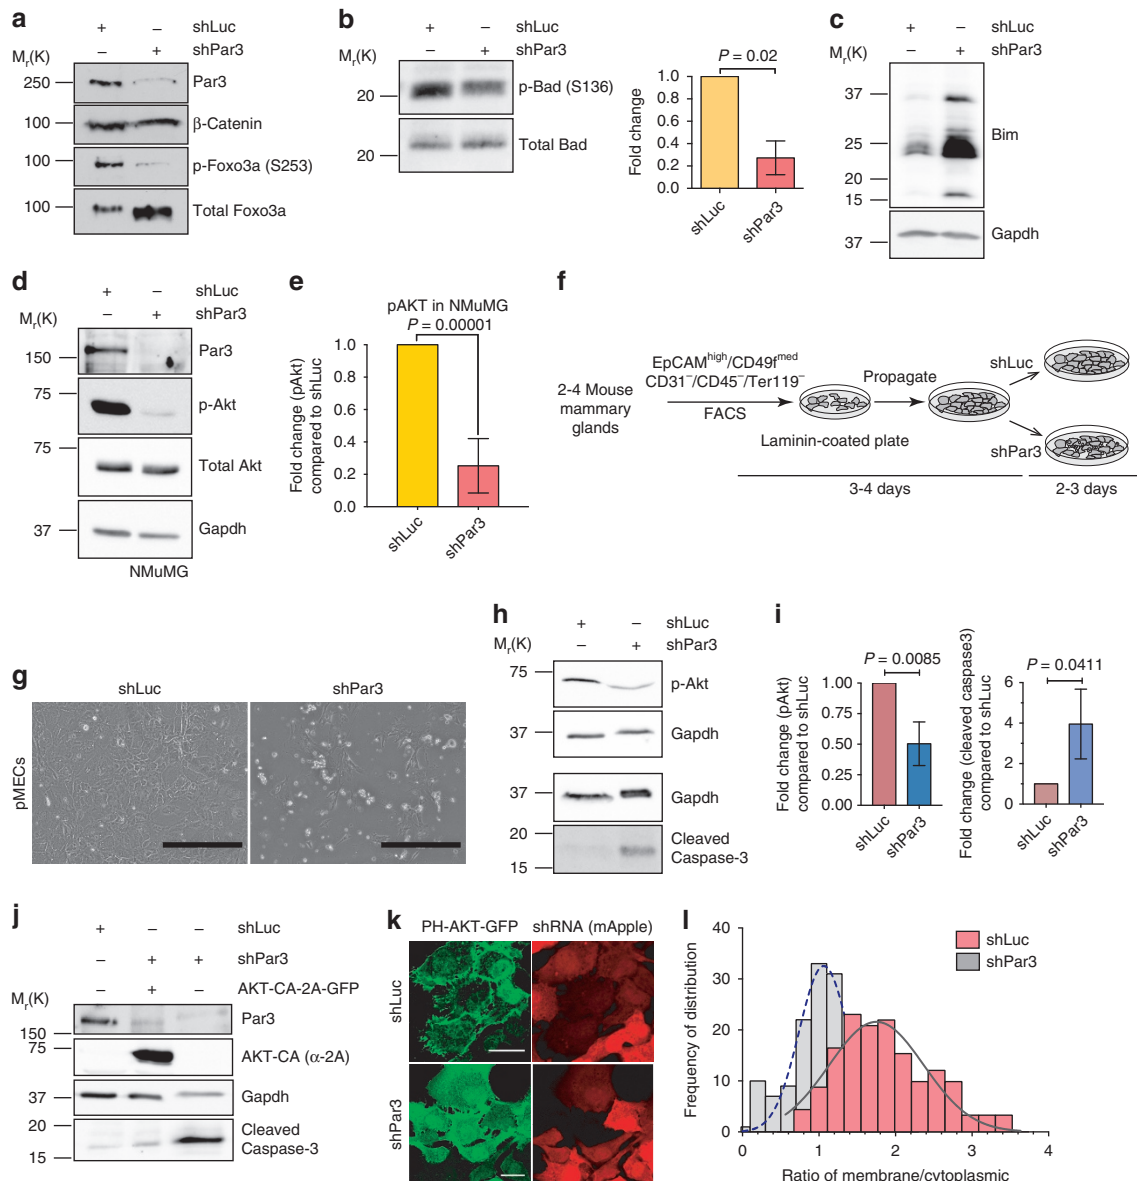 a
+ – shLuc
– + shPar3
Mr(K)
250
Par3
100
β-Catenin
100
p-Foxo3a (S253)
100
Total Foxo3a
b
+ – shLuc
– + shPar3
Mr(K)
20
p-Bad (S136)
20
Total Bad
P = 0.02
Fold change
1.0
0.8
0.6
0.4
0.2
0.0
shLuc
shPar3
c
+ – shLuc
– + shPar3
Mr(K)
37
25
20
15
Bim
37
Gapdh
d
+ – shLuc
– + shPar3
Mr(K)
150
Par3
75
p-Akt
75
Total Akt
37
Gapdh
NMuMG
e
pAKT in NMuMG
P = 0.00001
Fold change (pAkt)
compared to shLuc
1.0
0.8
0.6
0.4
0.2
0.0
shLuc
shPar3
f
2-4 Mouse
mammary
glands
EpCAMhigh/CD49fmed
CD31–/CD45–/Ter119–
FACS
Laminin-coated plate
Propagate
shLuc
shPar3
3-4 days
2-3 days
g
shLuc
shPar3
pMECs
h
+ – shLuc
– + shPar3
Mr(K)
75
p-Akt
37
Gapdh
37
Gapdh
20
15
Cleaved
Caspase-3
i
P = 0.0085
Fold change (pAkt)
compared to shLuc
1.00
0.75
0.50
0.25
0.00
shLuc
shPar3
P = 0.0411
Fold change (cleaved caspase3)
compared to shLuc
6
4
2
0
shLuc
shPar3
j
+ – – shLuc
– + + shPar3
– + – AKT-CA-2A-GFP
Mr(K)
150
Par3
75
AKT-CA (α-2A)
37
Gapdh
20
15
Cleaved
Caspase-3
k
PH-AKT-GFP shRNA (mApple)
shLuc
shPar3
l
Frequency of distribution
40
30
20
10
0
0 1 2 3 4
Ratio of membrane/cytoplasmic
shLuc
shPar3